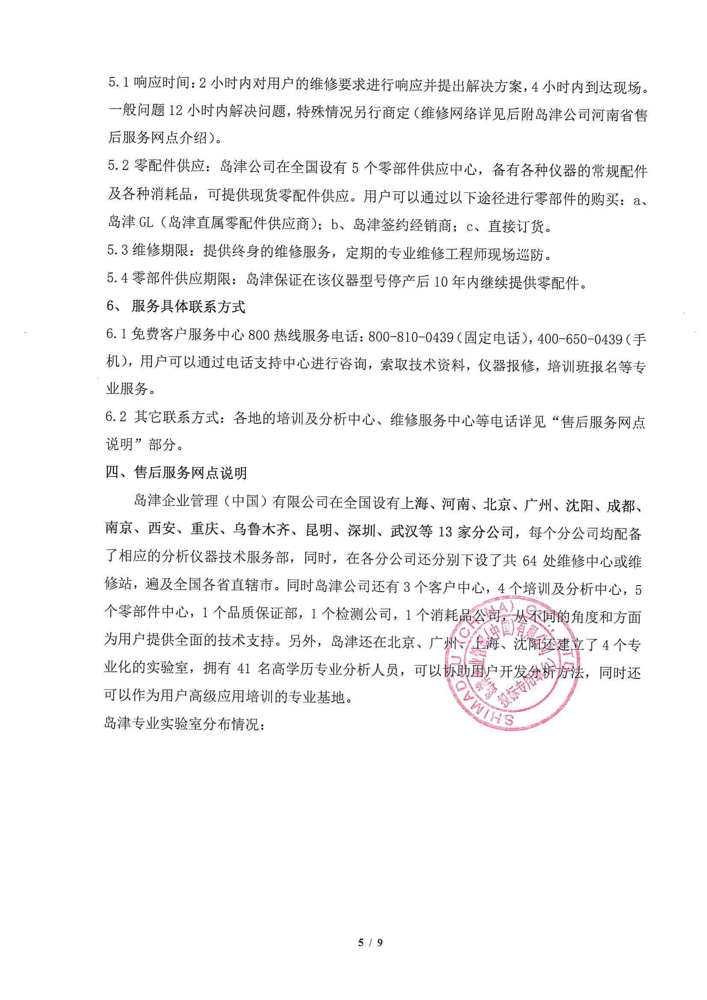 5.1 响应时间：2 小时内对用户的维修要求进行响应并提出解决方案，4 小时内到达现场。
一般问题 12 小时内解决问题，特殊情况另行商定（维修网络详见后附岛津公司河南省售
后服务网点介绍）。
5.2 零配件供应：岛津公司在全国设有 5 个零部件供应中心，备有各种仪器的常规配件
及各种消耗品，可提供现货零配件供应。用户可以通过以下途径进行零部件的购买：a、
岛津 GL（岛津直属零配件供应商）；b、岛津签约经销商；c、直接订货。
5.3 维修期限：提供终身的维修服务，定期的专业维修工程师现场巡防。
5.4 零部件供应期限：岛津保证在该仪器型号停产后 10 年内继续提供零配件。
6、 服务具体联系方式
6.1 免费客户服务中心 800 热线服务电话：800-810-0439（固定电话），400-650-0439（手
机），用户可以通过电话支持中心进行咨询，索取技术资料，仪器报修，培训班报名等专
业服务。
6.2 其它联系方式：各地的培训及分析中心、维修服务中心等电话详见“售后服务网点
说明”部分。
四、售后服务网点说明
岛津企业管理（中国）有限公司在全国设有上海、河南、北京、广州、沈阳、成都、
南京、西安、重庆、乌鲁木齐、昆明、深圳、武汉等 13 家分公司，每个分公司均配备
了相应的分析仪器技术服务部，同时，在各分公司还分别下设了共 64 处维修中心或维
修站，遍及全国各省直辖市。同时岛津公司还有 3 个客户中心，4 个培训及分析中心，5
个零部件中心，1 个品质保证部，1 个检测公司，1 个消耗品公司，从不同的角度和方面
为用户提供全面的技术支持。另外，岛津还在北京、广州、上海、沈阳还建立了 4 个专
业化的实验室，拥有 41 名高学历专业分析人员，可以协助用户开发分析方法，同时还
可以作为用户高级应用培训的专业基地。
岛津专业实验室分布情况：
SHIMADZU (CHINA) CO., LTD.
岛津企业管理(中国)有限公司
投标专用章
5 / 9